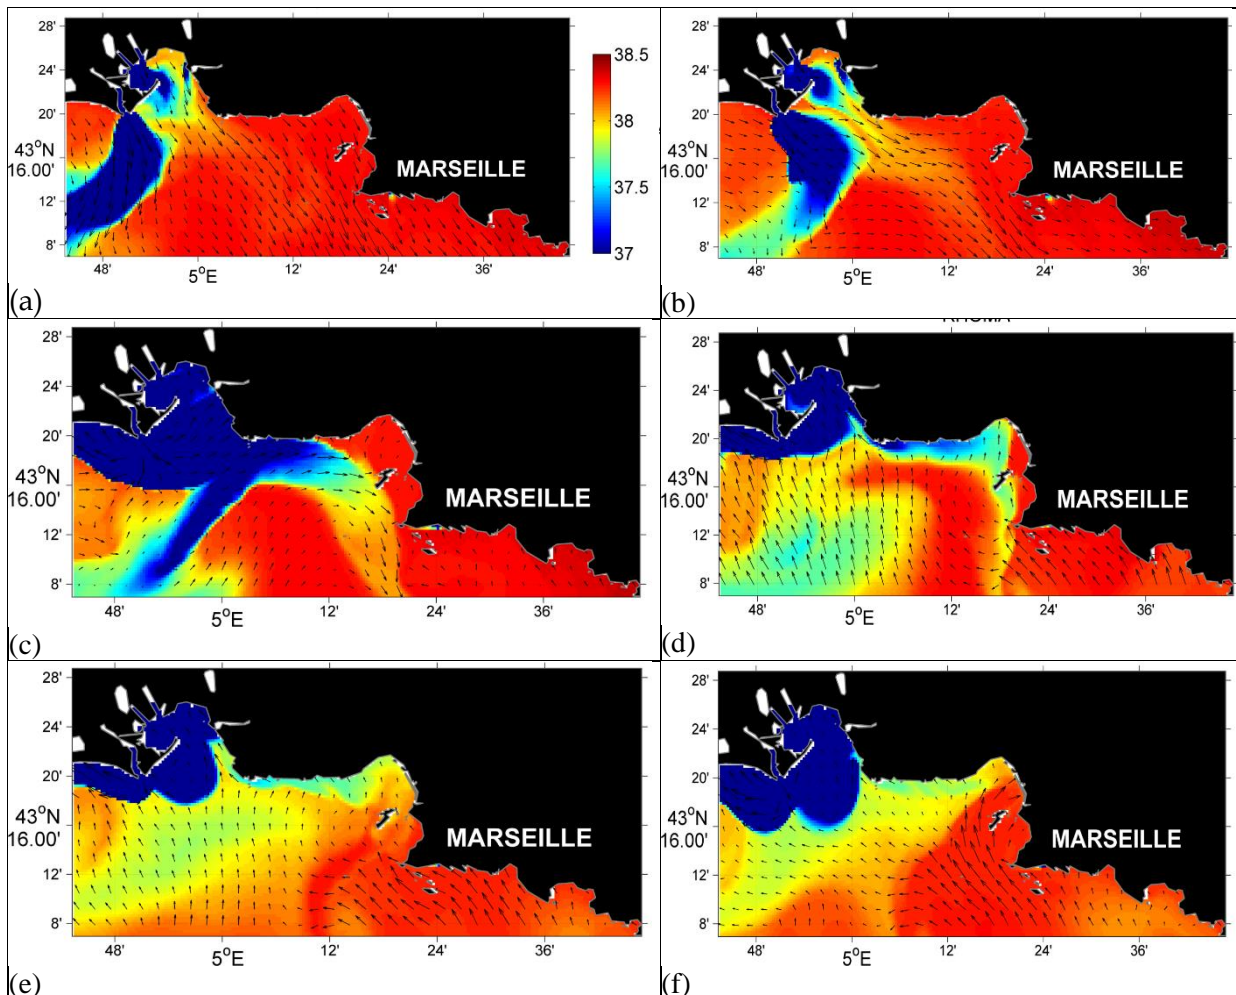 28'
24'
20'
43°N
16.00'
12'
8'
48'
5°E
12'
24'
36'
MARSEILLE
38.5
38
37.5
37
(a)
28'
24'
20'
43°N
16.00'
12'
8'
48'
5°E
12'
24'
36'
MARSEILLE
(b)
28'
24'
20'
43°N
16.00'
12'
8'
48'
5°E
12'
24'
36'
MARSEILLE
(c)
28'
24'
20'
43°N
16.00'
12'
8'
48'
5°E
12'
24'
36'
MARSEILLE
(d)
28'
24'
20'
43°N
16.00'
12'
8'
48'
5°E
12'
24'
36'
MARSEILLE
(e)
28'
24'
20'
43°N
16.00'
12'
8'
48'
5°E
12'
24'
36'
MARSEILLE
(f)